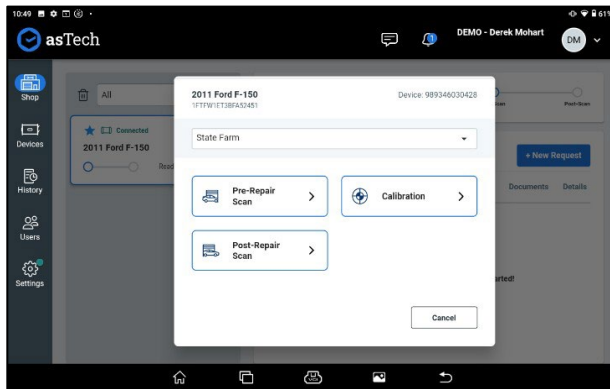 10:49
61%
asTech
DEMO - Derek Mohart
DM
Shop
Devices
History
Users
Settings
All
Connected
2011 Ford F-150
2011 Ford F-150
1FTFW1ET3BFA52451
Device: 989346030428
State Farm
Pre-Repair
Scan
Calibration
Post-Repair
Scan
Cancel
Post-Scan
+ New Request
Documents
Details